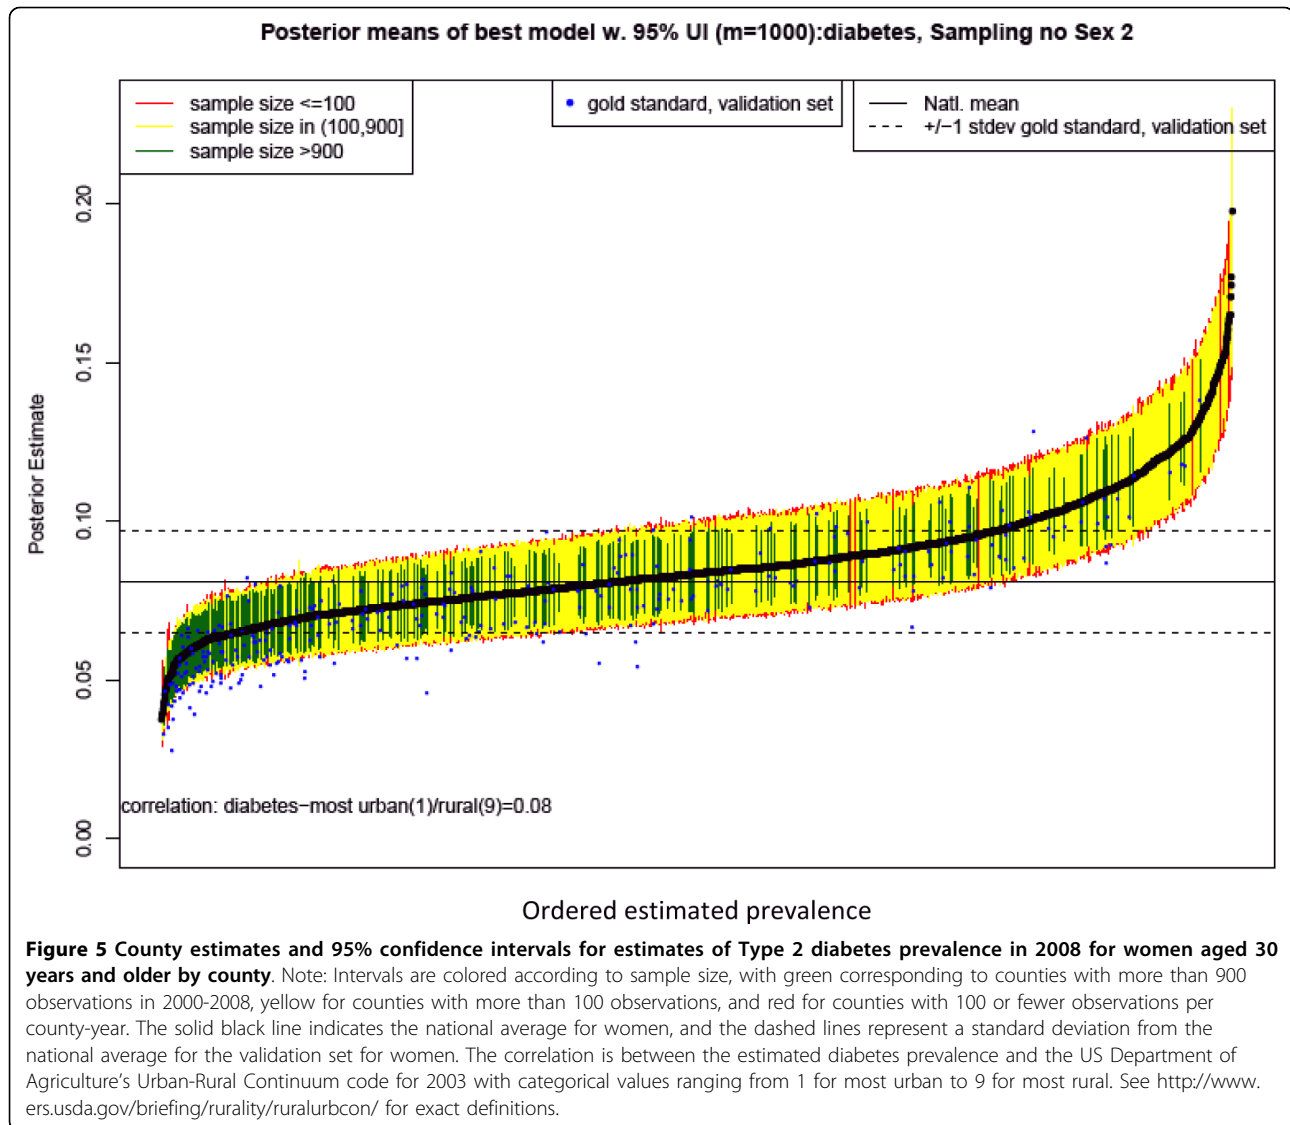 Posterior means of best model w. 95% UI (m=1000):diabetes, Sampling no Sex 2
sample size <=100
sample size in (100,900]
sample size >900
gold standard, validation set
Natl. mean
+/−1 stdev gold standard, validation set
Posterior Estimate
0.20
0.15
0.10
0.05
0.00
correlation: diabetes−most urban(1)/rural(9)=0.08
Ordered estimated prevalence
Figure 5 County estimates and 95% confidence intervals for estimates of Type 2 diabetes prevalence in 2008 for women aged 30
years and older by county. Note: Intervals are colored according to sample size, with green corresponding to counties with more than 900
observations in 2000-2008, yellow for counties with more than 100 observations, and red for counties with 100 or fewer observations per
county-year. The solid black line indicates the national average for women, and the dashed lines represent a standard deviation from the
national average for the validation set for women. The correlation is between the estimated diabetes prevalence and the US Department of
Agriculture's Urban-Rural Continuum code for 2003 with categorical values ranging from 1 for most urban to 9 for most rural. See http://www.
ers.usda.gov/briefing/rurality/ruralurbcon/ for exact definitions.